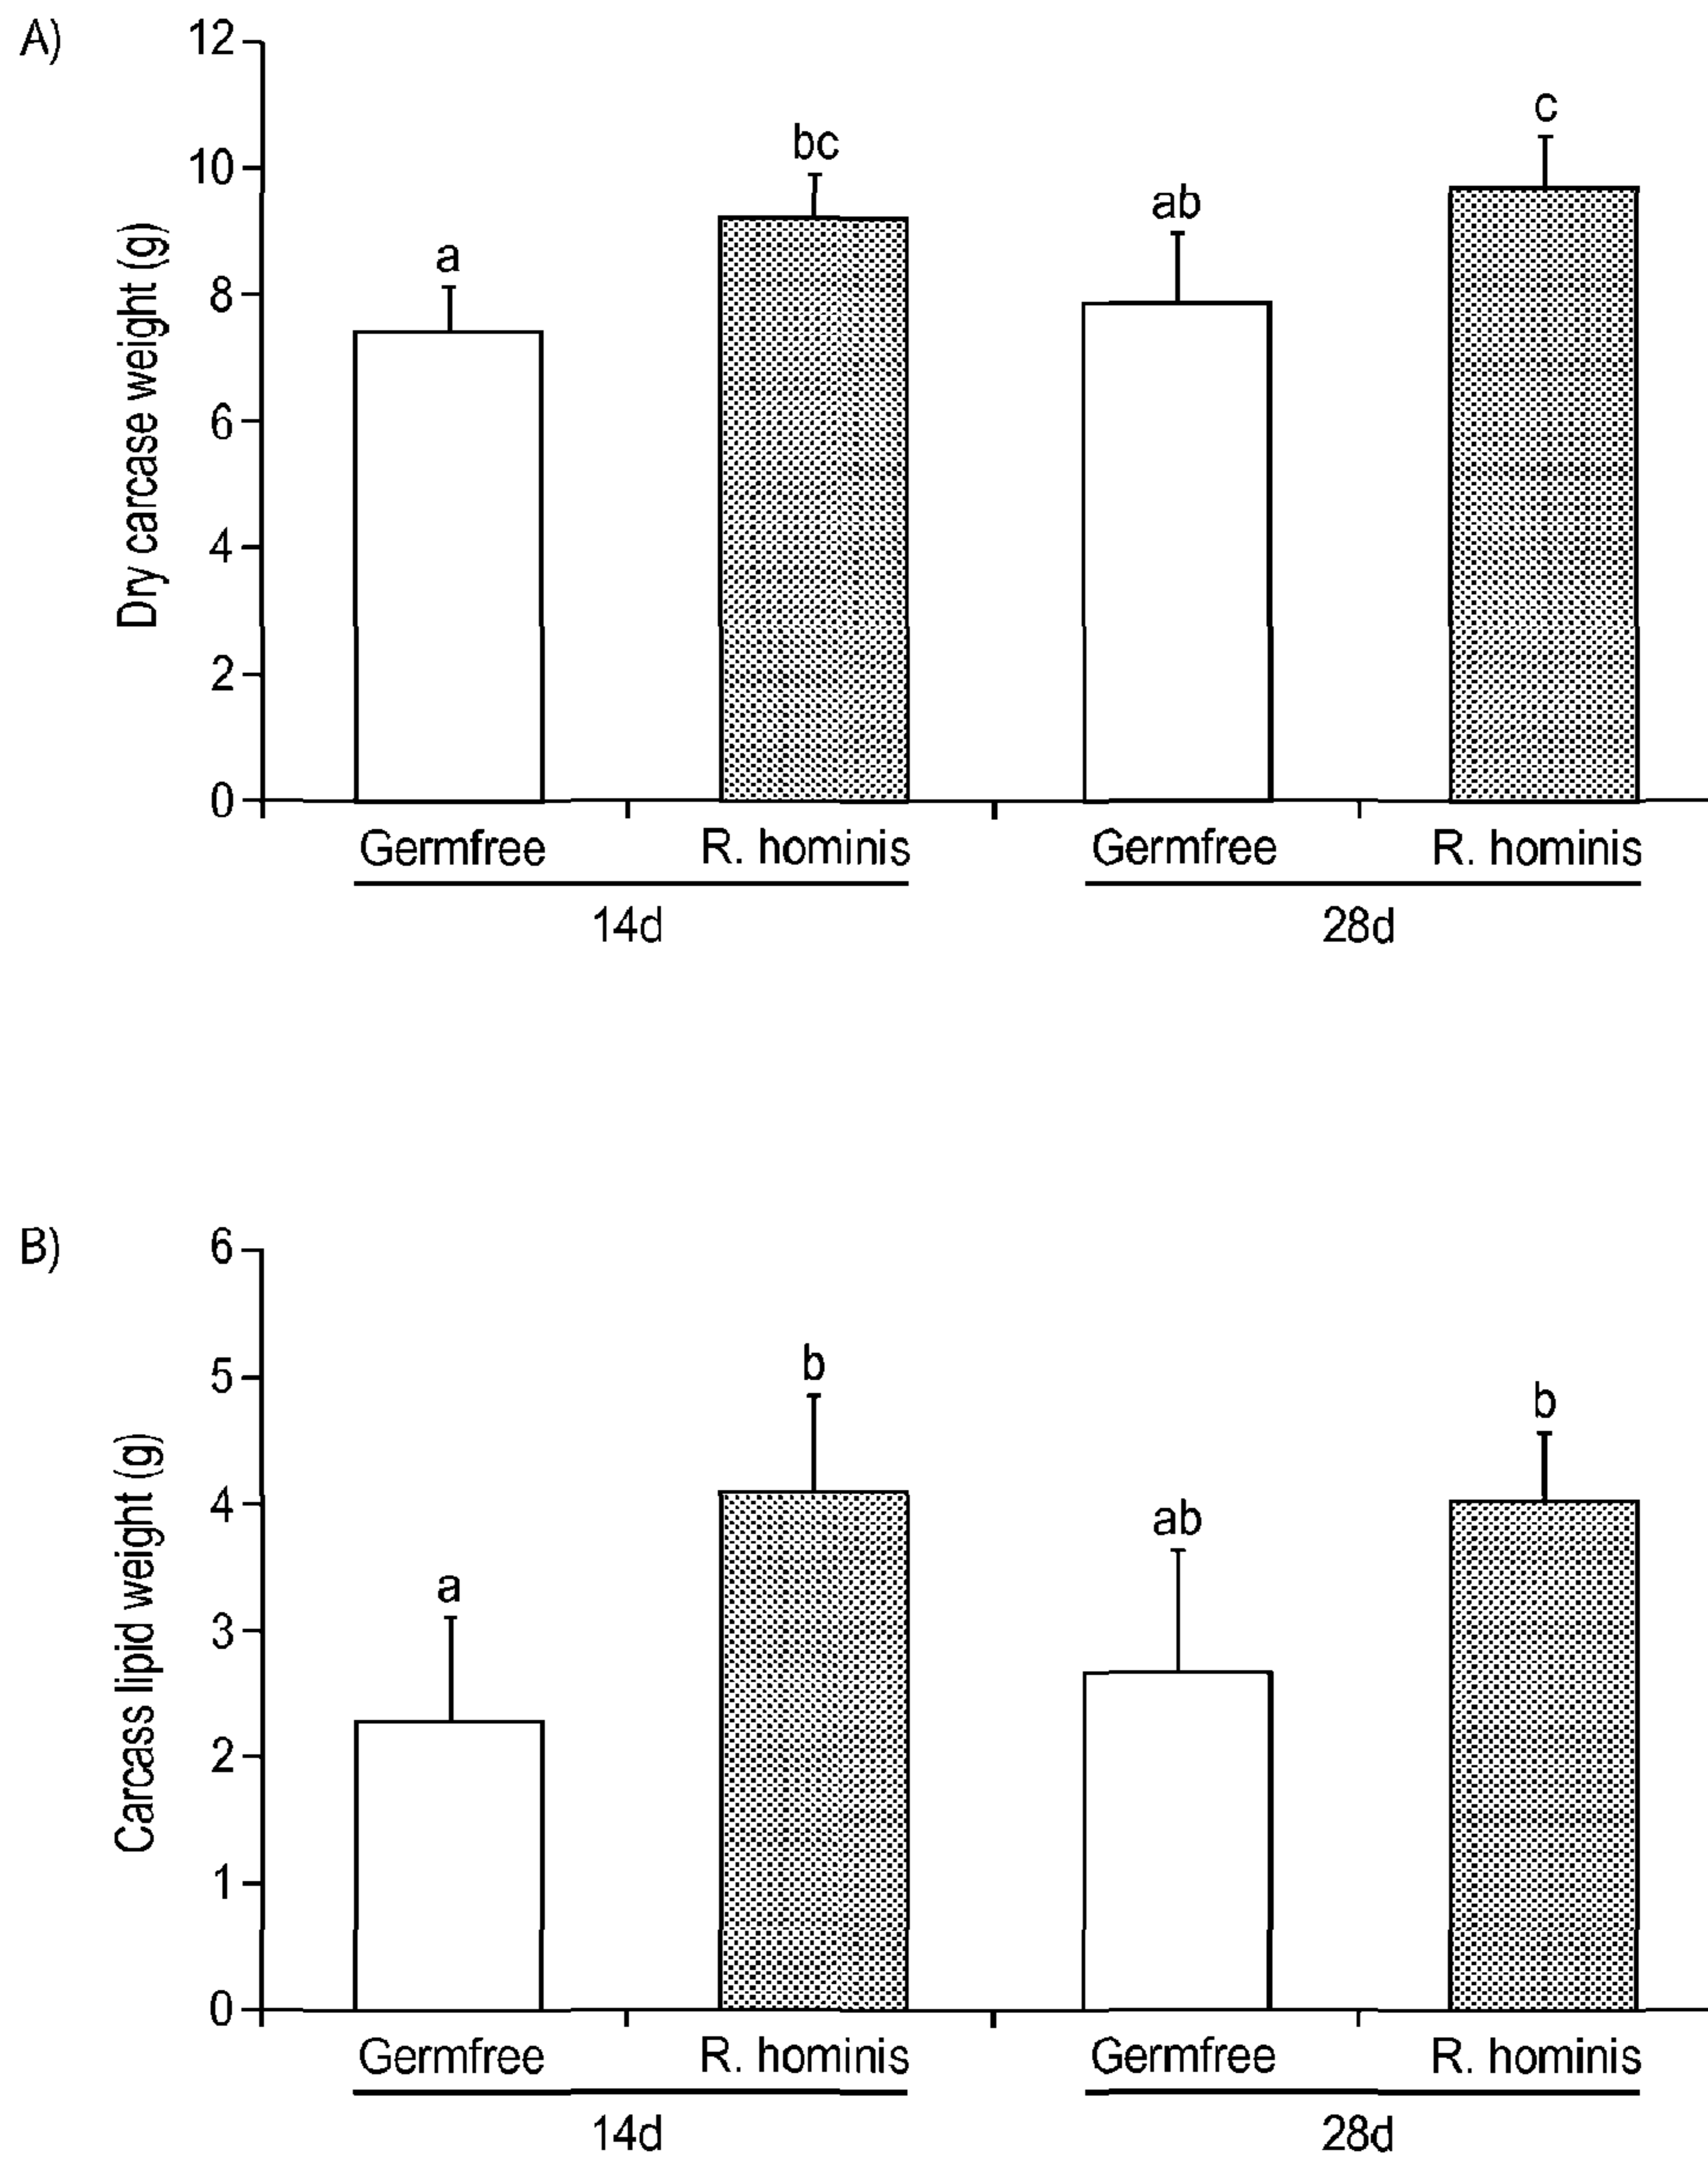 A)
12
10
8
6
4
2
0
Dry carcase weight (g)
a
bc
ab
c
Germfree R. hominis Germfree R. hominis
14d 28d
B)
6
5
4
3
2
1
0
Carcass lipid weight (g)
a
b
ab
b
Germfree R. hominis Germfree R. hominis
14d 28d